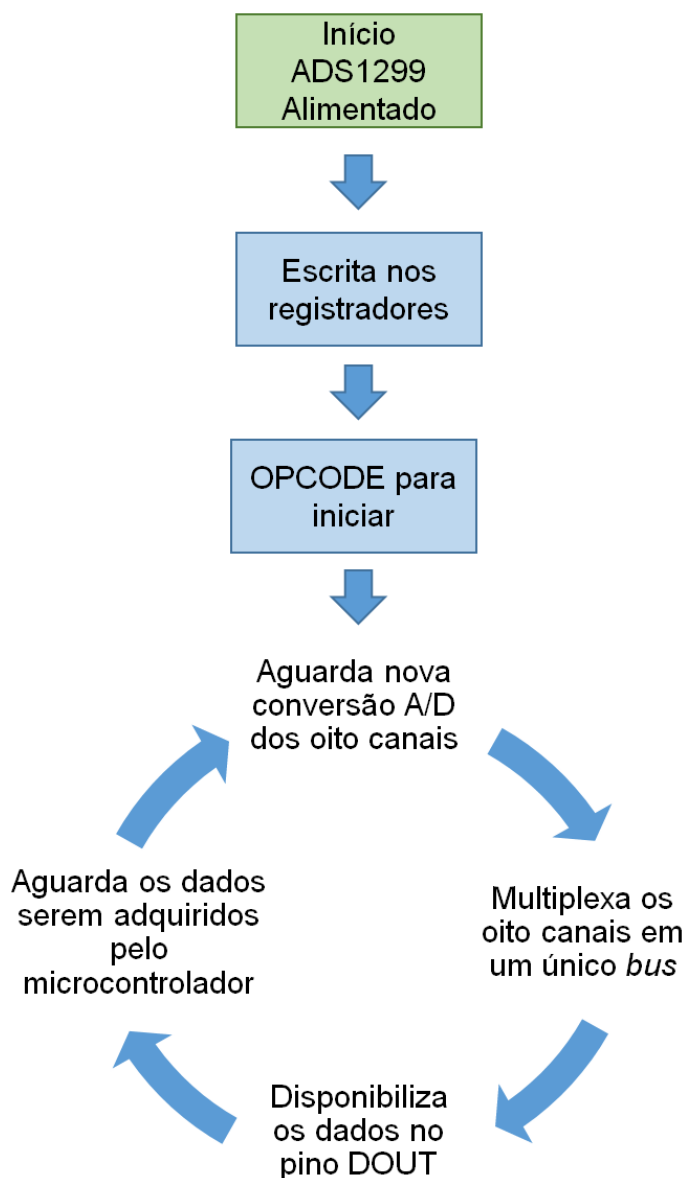 Início
ADS1299
Alimentado
Escrita nos
registradores
OPCODE para
iniciar
Aguarda nova
conversão A/D
dos oito canais
Multiplexa os
oito canais em
um único bus
Disponibiliza
os dados no
pino DOUT
Aguarda os dados
serem adquiridos
pelo
microcontrolador